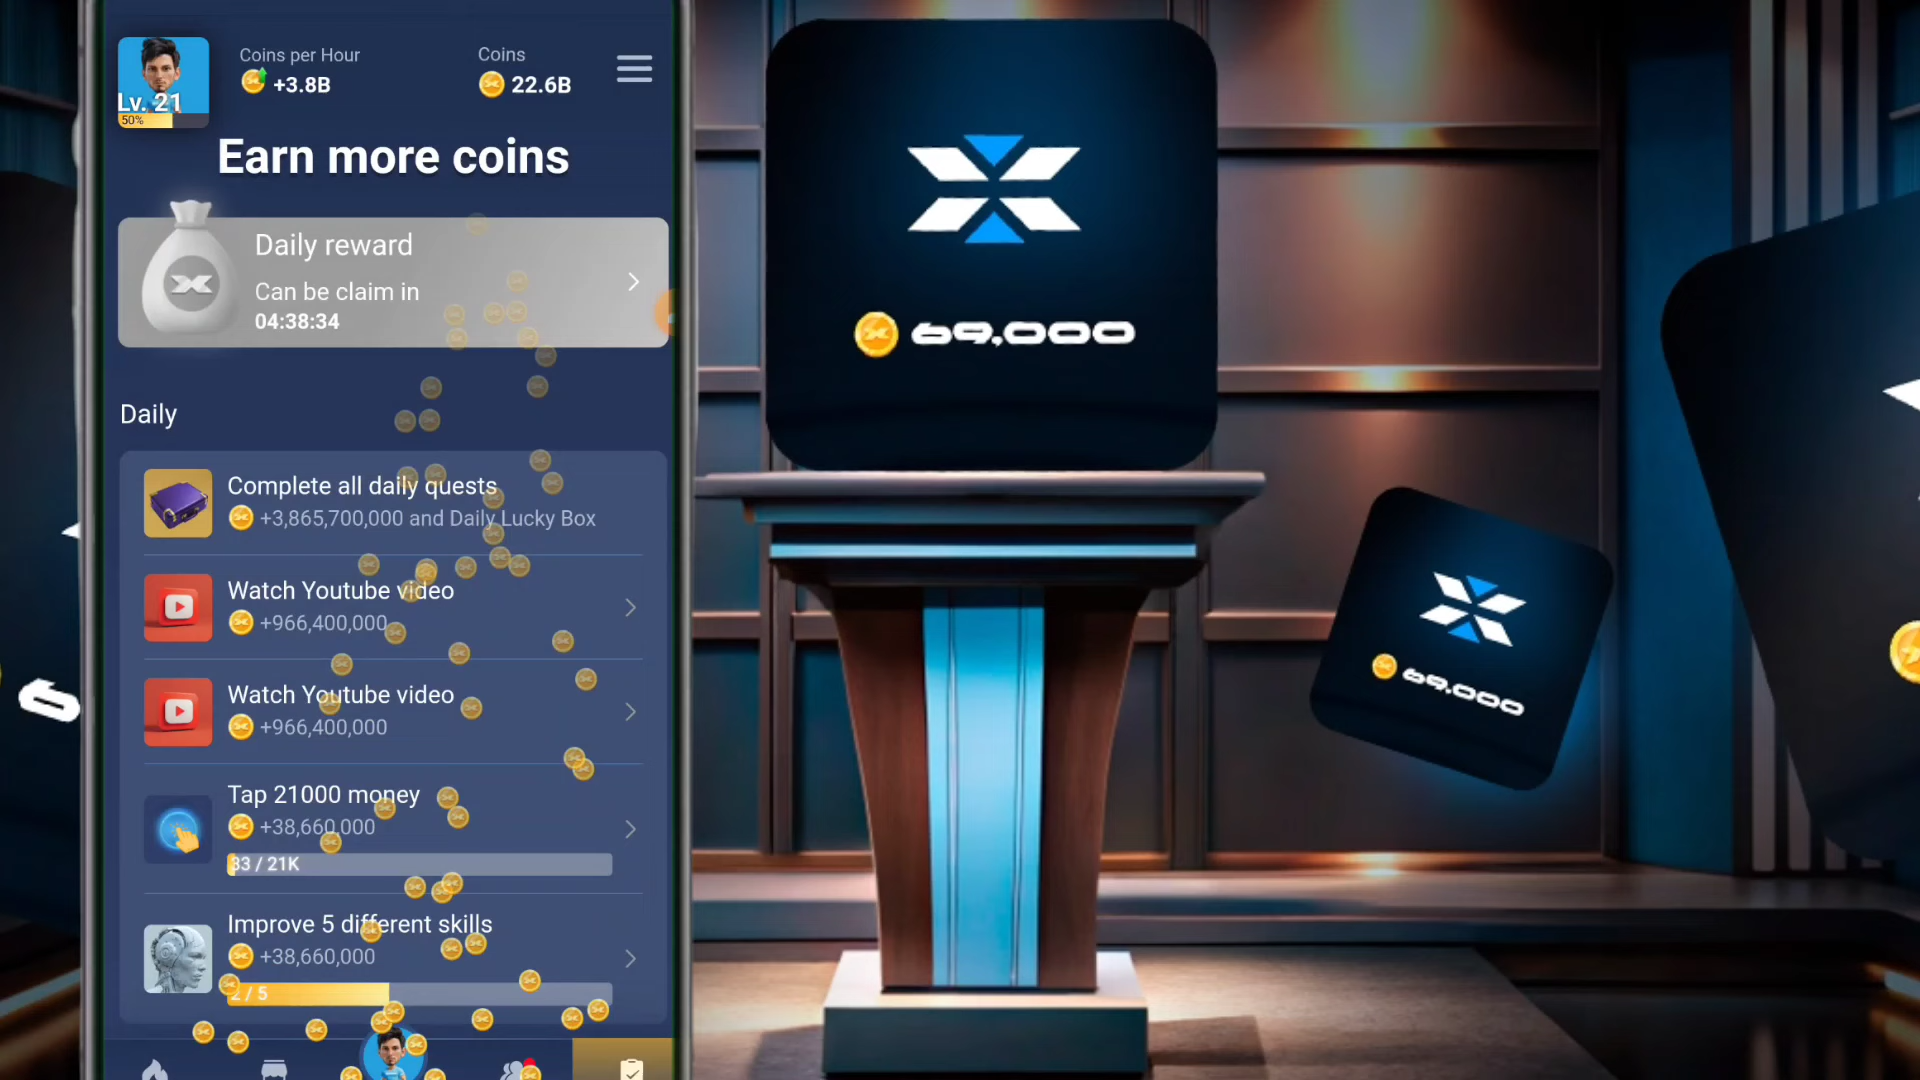 Lv. 21
50%
Coins per Hour
+3.8B
Coins
22.6B
Earn more coins
Daily reward
Can be claim in
04:38:34
Daily
Complete all daily quests
+3,865,700,000 and Daily Lucky Box
Watch Youtube video
+966,400,000
Watch Youtube video
+966,400,000
Tap 21000 money
+38,660,000
33 / 21K
Improve 5 different skills
+38,660,000
2 / 5
69,000
69,000
6